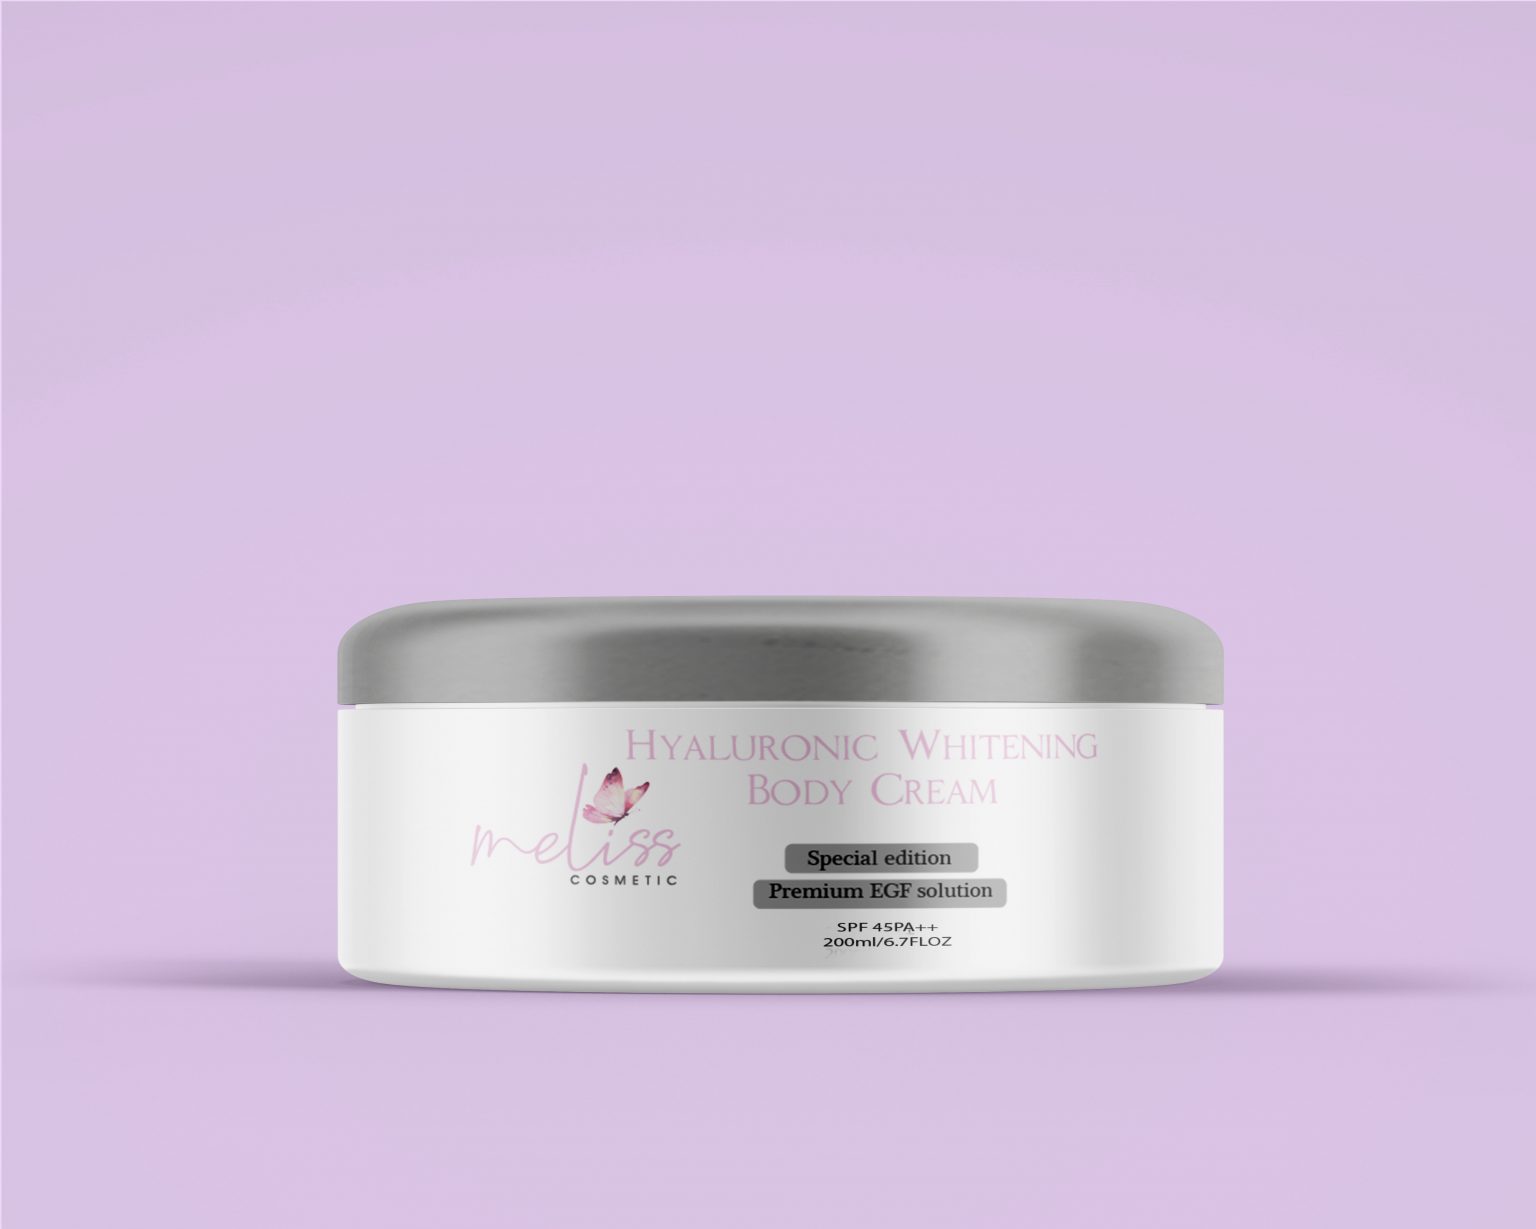 Hyaluronic Whitening
Body Cream
meliss
COSMETIC
Special edition
Premium EGF solution
SPF 45PA++
200ml/6.7FLOZ